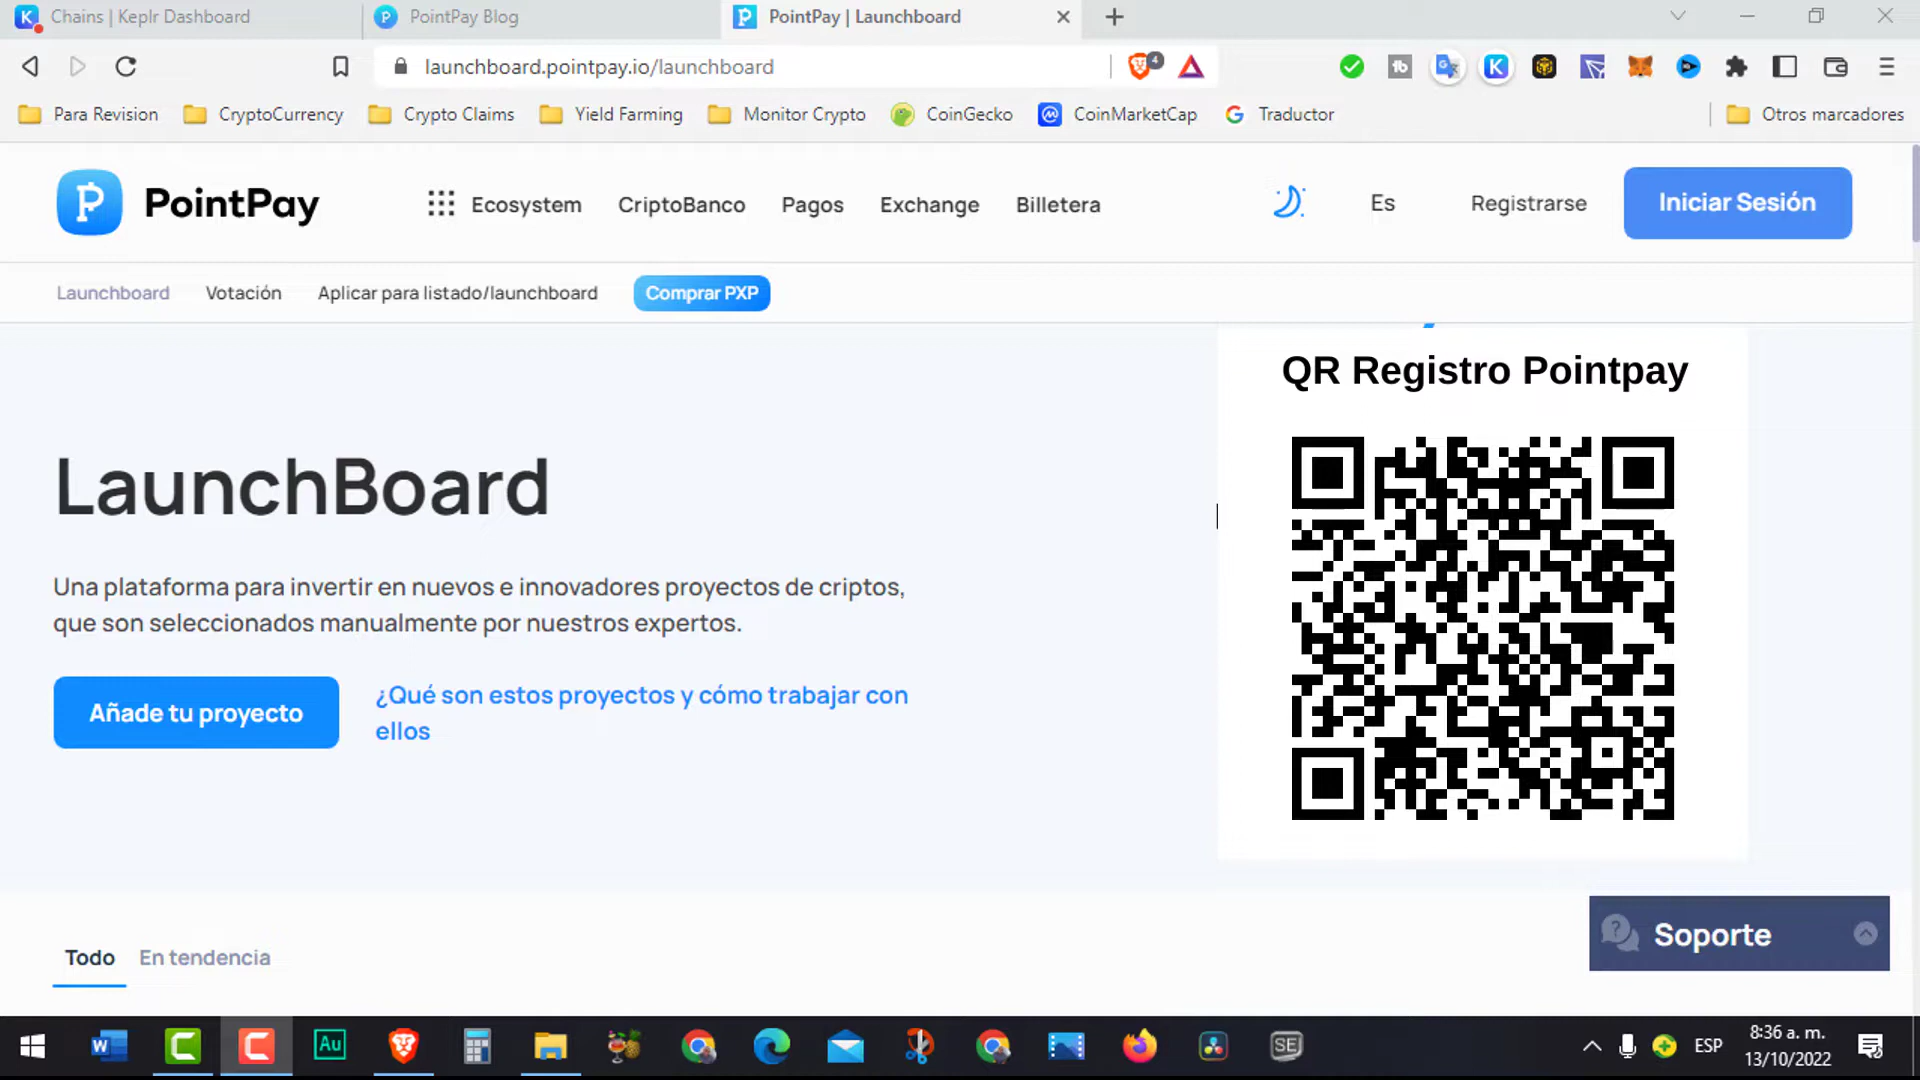 Chains | Keplr Dashboard
PointPay Blog
PointPay | Launchboard
launchboard.pointpay.io/launchboard
4
Para Revision
CryptoCurrency
Crypto Claims
Yield Farming
Monitor Crypto
CoinGecko
CoinMarketCap
Traductor
Otros marcadores
PointPay
Ecosystem
CriptoBanco
Pagos
Exchange
Billetera
Es
Registrarse
Iniciar Sesión
Launchboard
Votación
Aplicar para listado/launchboard
Comprar PXP
QR Registro Pointpay
LaunchBoard
Una plataforma para invertir en nuevos e innovadores proyectos de criptos,
que son seleccionados manualmente por nuestros expertos.
Añade tu proyecto
¿Qué son estos proyectos y cómo trabajar con
ellos
Todo
En tendencia
Soporte
Au
SE
ESP
8:36 a. m.
13/10/2022